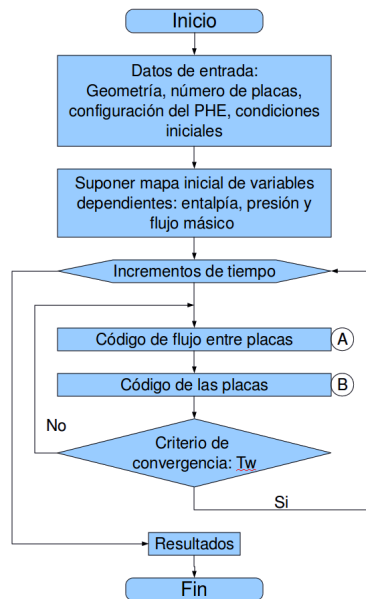 Inicio
Datos de entrada:
Geometría, número de placas,
configuración del PHE, condiciones
iniciales
Suponer mapa inicial de variables
dependientes: entalpía, presión y
flujo másico
Incrementos de tiempo
Código de flujo entre placas
A
Código de las placas
B
No
Criterio de
convergencia: Tw
Si
Resultados
Fin